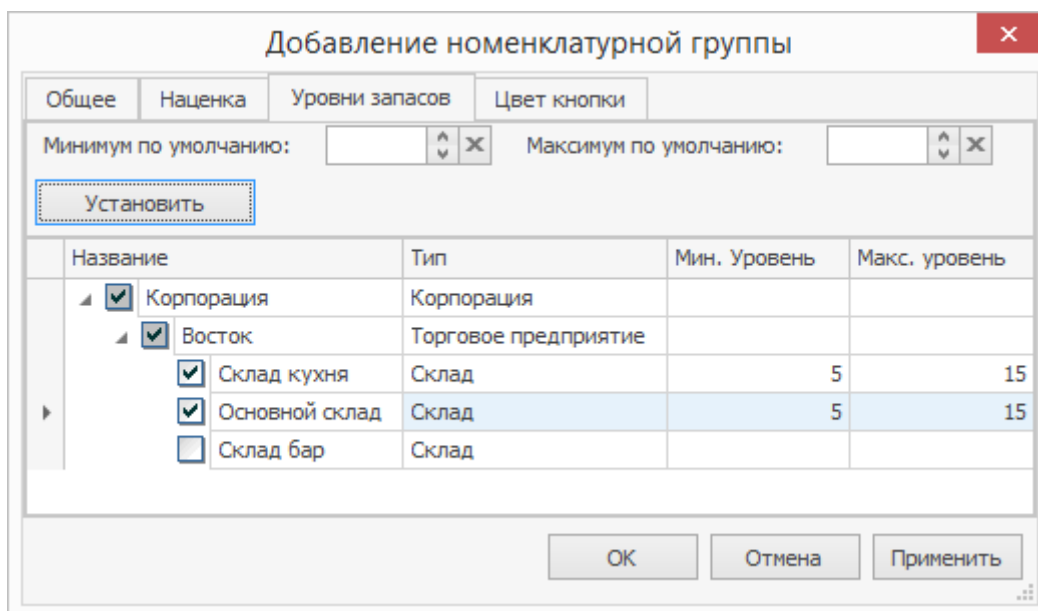 Добавление номенклатурной группы
Общее Наценка Уровни запасов Цвет кнопки
Минимум по умолчанию: Максимум по умолчанию:
Установить
Название Тип Мин. Уровень Макс. уровень
Корпорация Корпорация
Восток Торговое предприятие
Склад кухня Склад 5 15
Основной склад Склад 5 15
Склад бар Склад
ОК Отмена Применить